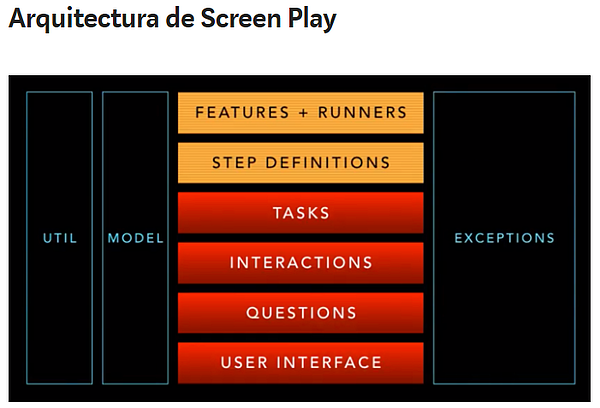 Arquitectura de Screen Play
UTIL
MODEL
FEATURES + RUNNERS
STEP DEFINITIONS
TASKS
INTERACTIONS
QUESTIONS
USER INTERFACE
EXCEPTIONS